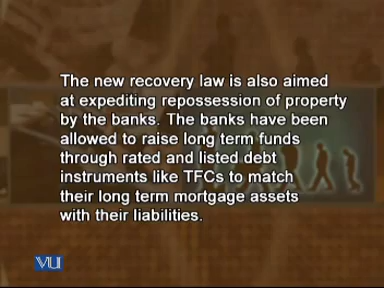 The new recovery law is also aimed
at expediting repossession of property
by the banks. The banks have been
allowed to raise long term funds
through rated and listed debt
instruments like TFCs to match
their long term mortgage assets
with their liabilities.
VU